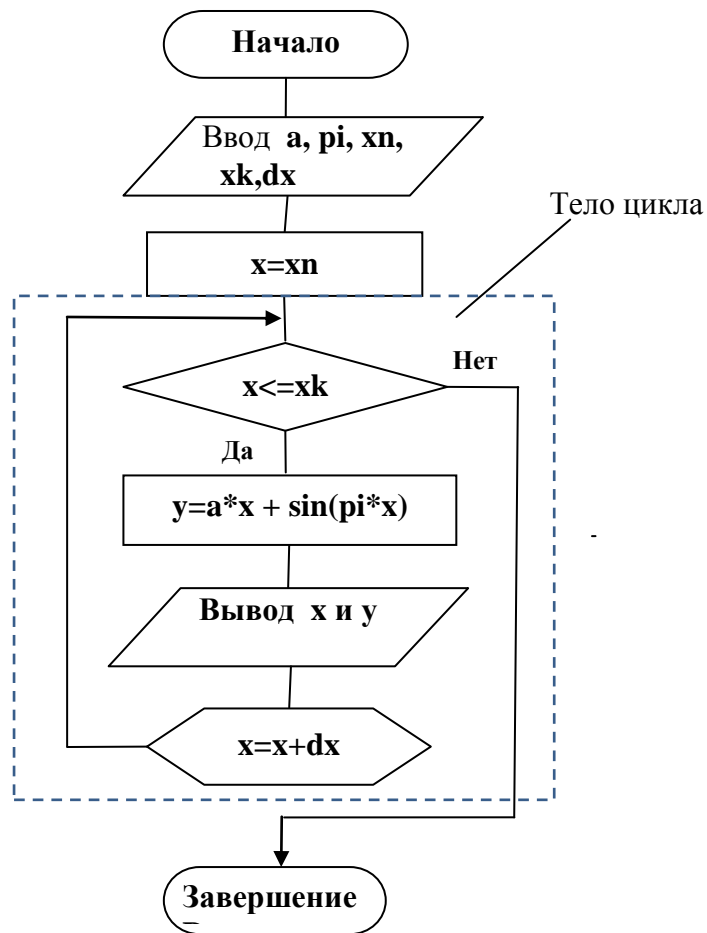 Начало
Ввод a, pi, xn,
xk,dx
Тело цикла
x=xn
Нет
x<=xk
Да
y=a*x + sin(pi*x)
-
Вывод x и y
x=x+dx
Завершение